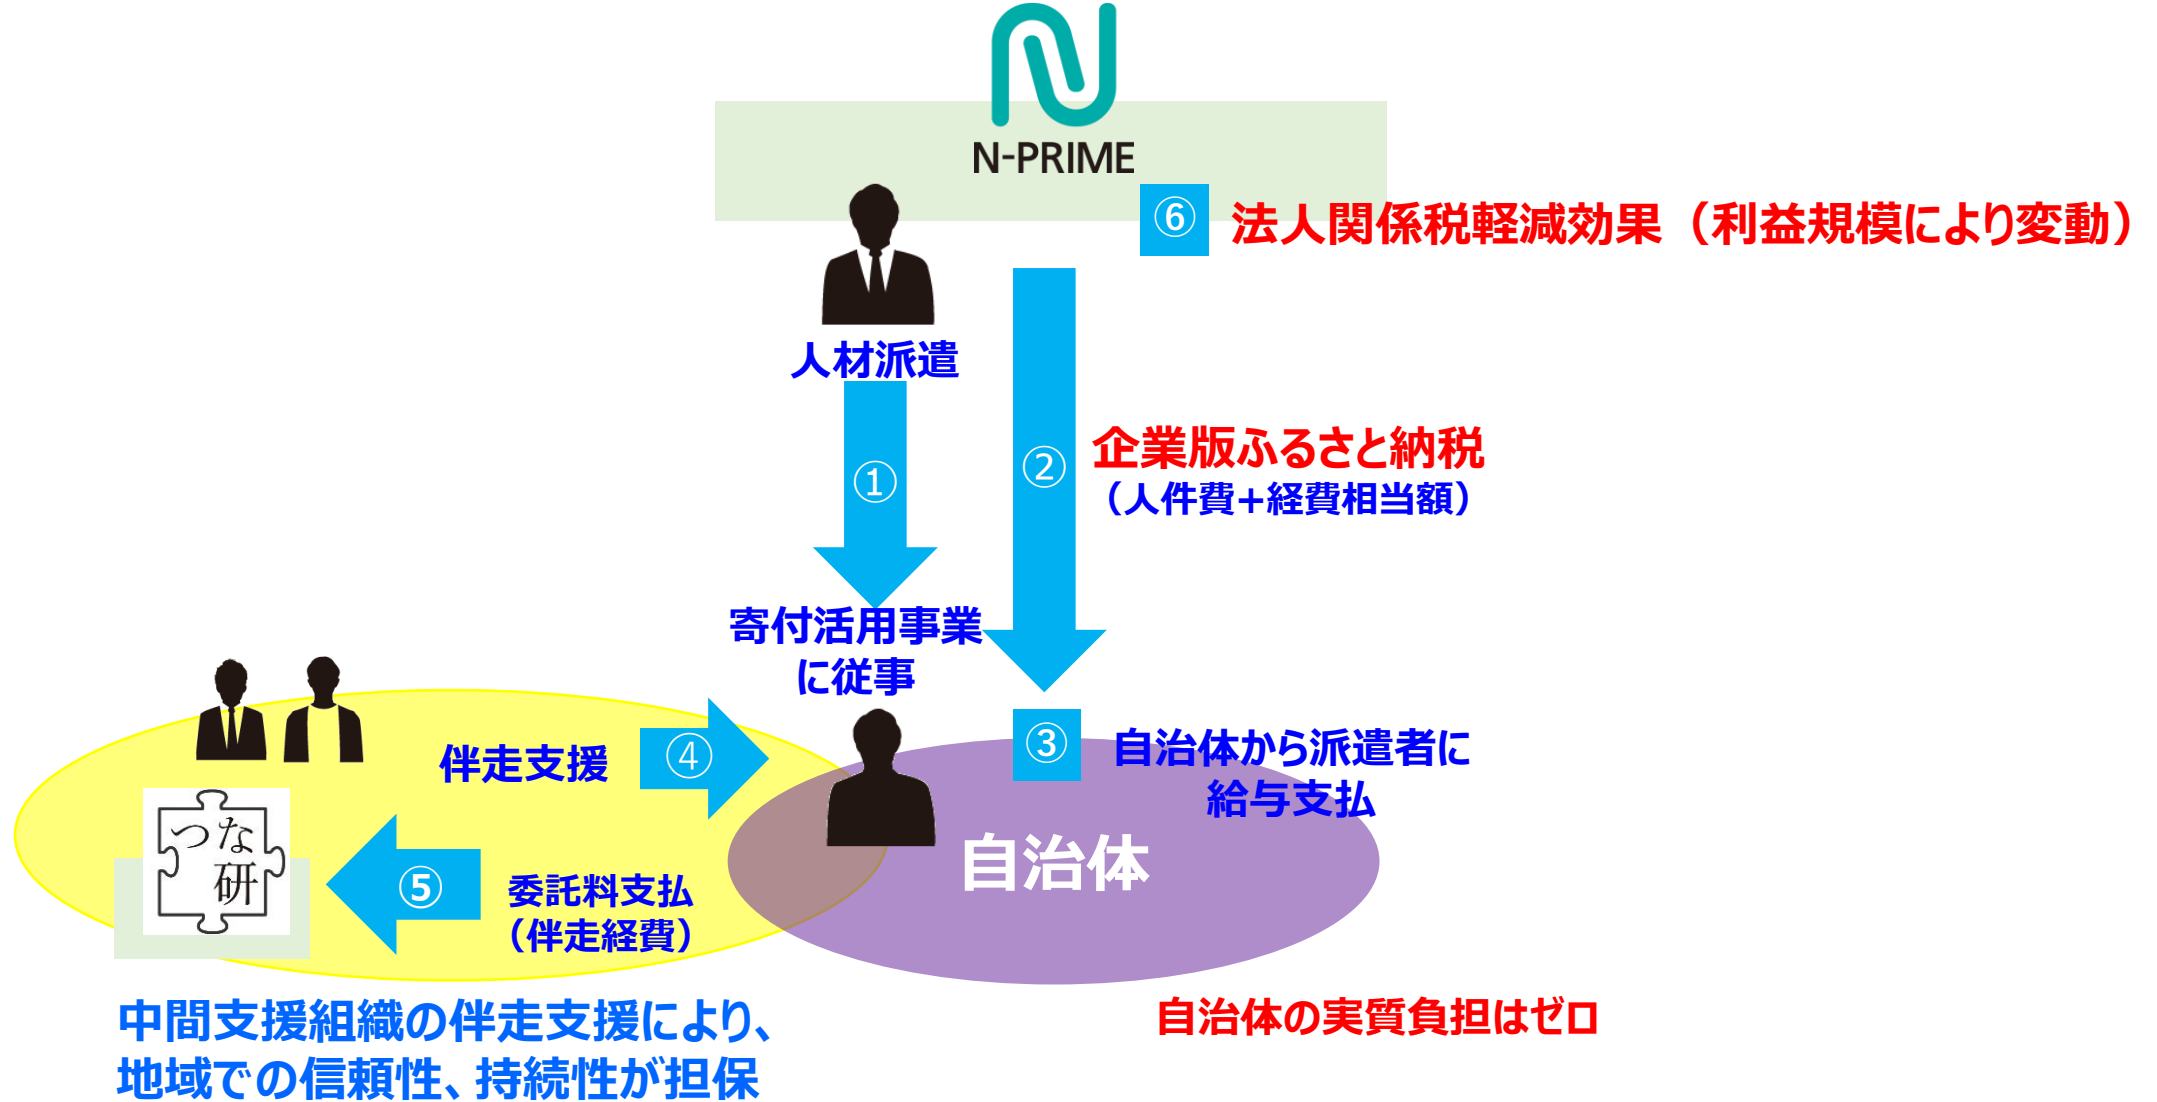 N-PRIME
⑥
法人関係税軽減効果（利益規模により変動）
人材派遣
①
②
企業版ふるさと納税
（人件費+経費相当額）
寄付活用事業
に従事
③
自治体から派遣者に
給与支払
伴走支援
④
つな
研
⑤
委託料支払
（伴走経費）
自治体
中間支援組織の伴走支援により、
地域での信頼性、持続性が担保
自治体の実質負担はゼロ